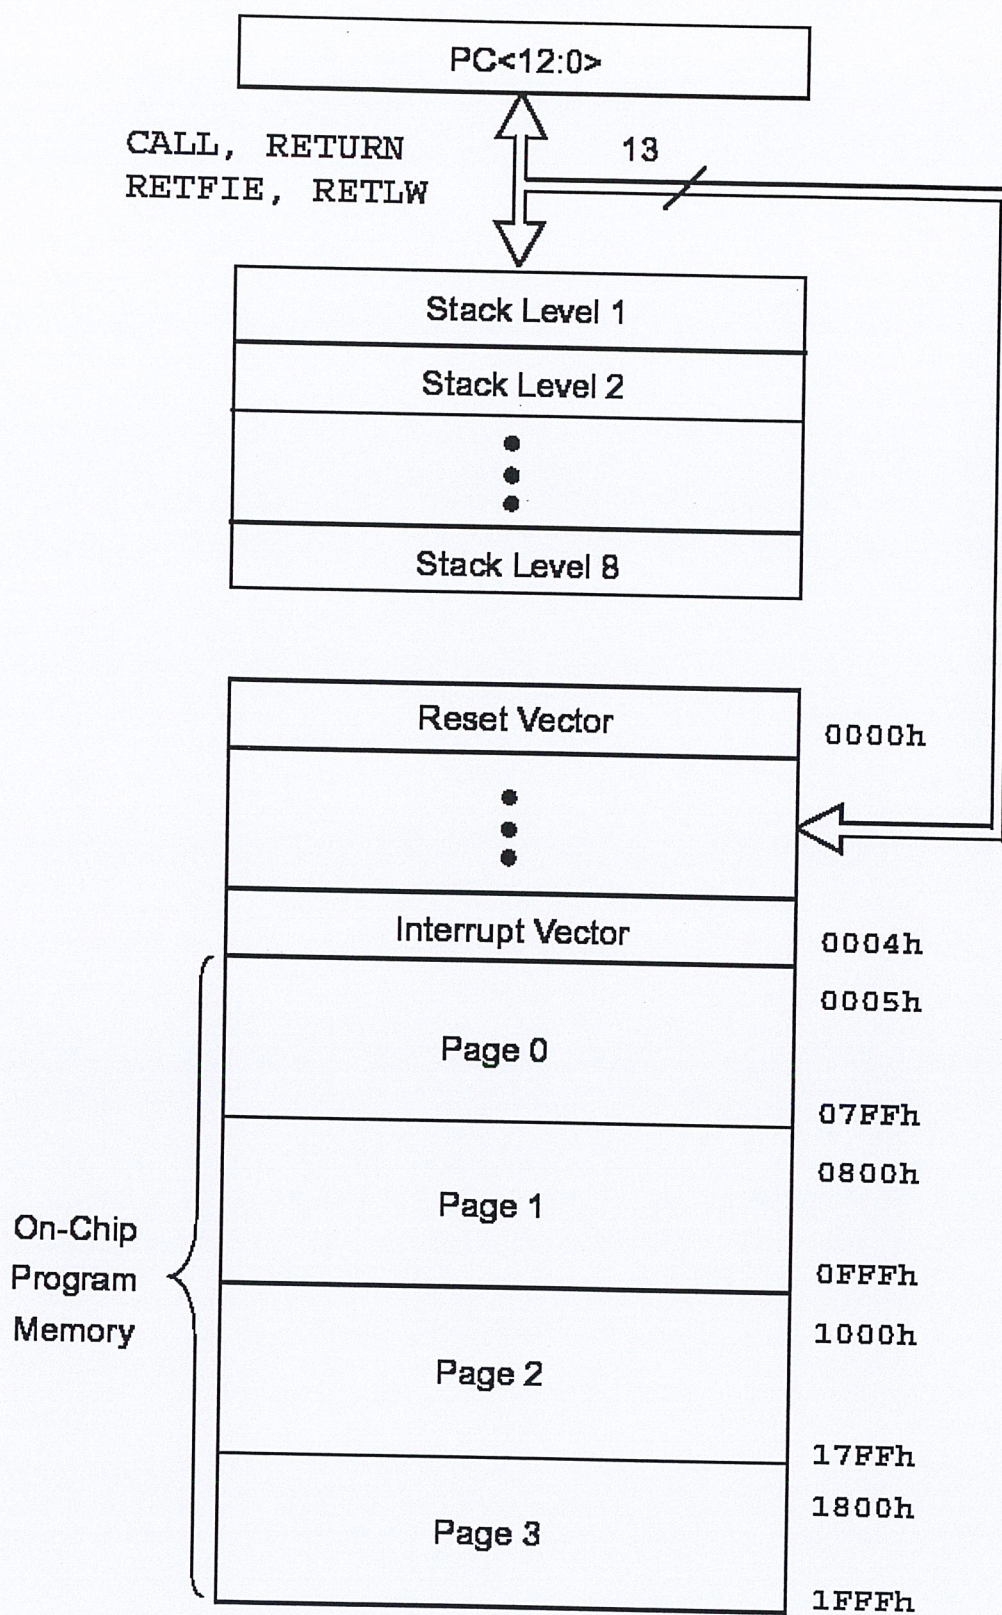 PC<12:0>
CALL, RETURN
RETFIE, RETLW
13
Stack Level 1
Stack Level 2
Stack Level 8
Reset Vector
0000h
Interrupt Vector
0004h
0005h
Page 0
07FFh
0800h
Page 1
0FFFh
On-Chip
Program
Memory
1000h
Page 2
17FFh
1800h
Page 3
1FFFh